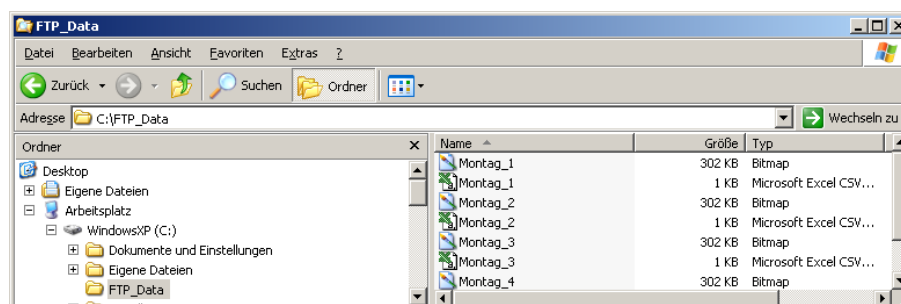 FTP_Data
Datei Bearbeiten Ansicht Favoriten Extras ?
Zurück Suchen Ordner
Adresse C:\FTP_Data Wechseln zu
Ordner x
Desktop
Eigene Dateien
Arbeitsplatz
WindowsXP (C:)
Dokumente und Einstellungen
Eigene Dateien
FTP_Data
Name Größe Typ
Montag_1 302 KB Bitmap
Montag_1 1 KB Microsoft Excel CSV...
Montag_2 302 KB Bitmap
Montag_2 1 KB Microsoft Excel CSV...
Montag_3 302 KB Bitmap
Montag_3 1 KB Microsoft Excel CSV...
Montag_4 302 KB Bitmap